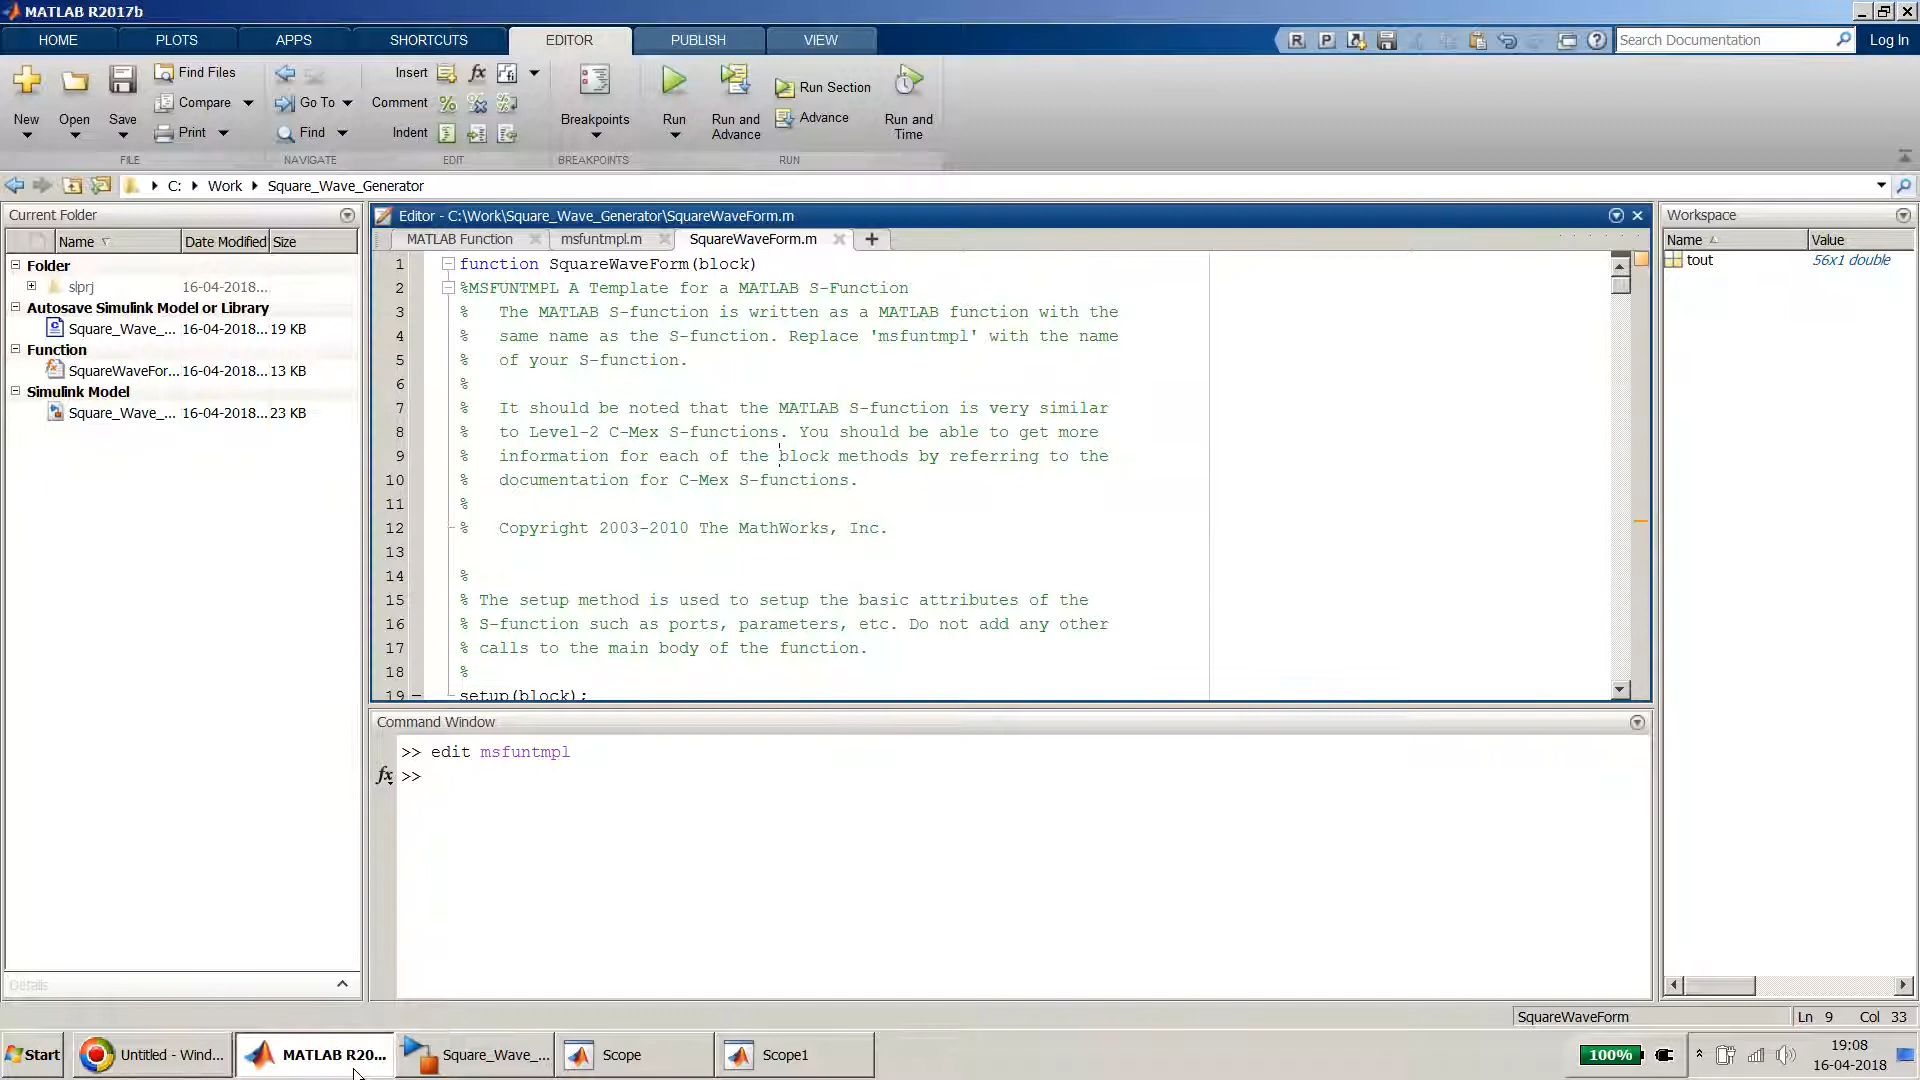 MATLAB R2017b
HOME PLOTS APPS SHORTCUTS EDITOR PUBLISH VIEW Search Documentation Log In
New Open Save
Find Files
Compare
Print
FILE
Go To
Find
NAVIGATE
Insert
Comment
Indent
EDIT
Breakpoints
BREAKPOINTS
Run
Run and Advance
Run Section
Advance
Run and Time
RUN
C: Work Square_Wave_Generator
Current Folder
Name Date Modified Size
Folder
slprj 16-04-2018...
Autosave Simulink Model or Library
Square_Wave_... 16-04-2018... 19 KB
Function
SquareWaveFor... 16-04-2018... 13 KB
Simulink Model
Square_Wave_... 16-04-2018... 23 KB
Details
Editor - C:\Work\Square_Wave_Generator\SquareWaveForm.m
MATLAB Function msfuntmpl.m SquareWaveForm.m
1 function SquareWaveForm(block)
2 %MSFUNTMPL A Template for a MATLAB S-Function
3 % The MATLAB S-function is written as a MATLAB function with the
4 % same name as the S-function. Replace 'msfuntmpl' with the name
5 % of your S-function.
6 %
7 % It should be noted that the MATLAB S-function is very similar
8 % to Level-2 C-Mex S-functions. You should be able to get more
9 % information for each of the block methods by referring to the
10 % documentation for C-Mex S-functions.
11 %
12 % Copyright 2003-2010 The MathWorks, Inc.
13
14 %
15 % The setup method is used to setup the basic attributes of the
16 % S-function such as ports, parameters, etc. Do not add any other
17 % calls to the main body of the function.
18 %
19 setup(block);
Command Window
>> edit msfuntmpl
fx >>
Workspace
Name Value
tout 56x1 double
SquareWaveForm Ln 9 Col 33
Start Untitled - Wind... MATLAB R20... Square_Wave_... Scope Scope1 100% 19:08
16-04-2018